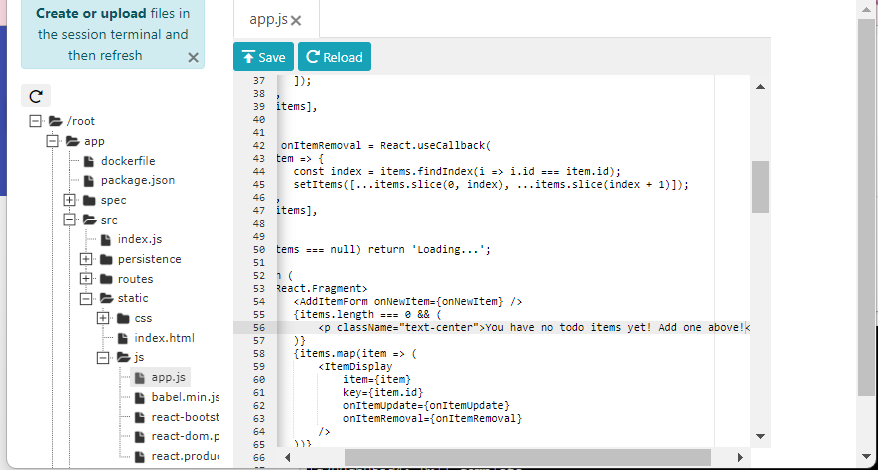 Create or upload files in
the session terminal and
then refresh
/root
app
dockerfile
package.json
spec
src
index.js
persistence
routes
static
css
index.html
js
app.js
babel.min.js
react-bootst
react-dom.p
react.produc
app.js
Save Reload
37 ]);
38 ,
39 items],
40
41
42 onItemRemoval = React.useCallback(
43 tem => {
44 const index = items.findIndex(i => i.id === item.id);
45 setItems([...items.slice(0, index), ...items.slice(index + 1)]);
46 ,
47 items],
48
49
50 tems === null) return 'Loading...';
51
52 n (
53 React.Fragment>
54 <AddItemForm onNewItem={onNewItem} />
55 {items.length === 0 && (
56 <p className="text-center">You have no todo items yet! Add one above!<
57 )}
58 {items.map(item => (
59 <ItemDisplay
60 item={item}
61 key={item.id}
62 onItemUpdate={onItemUpdate}
63 onItemRemoval={onItemRemoval}
64 />
65 ))}
66